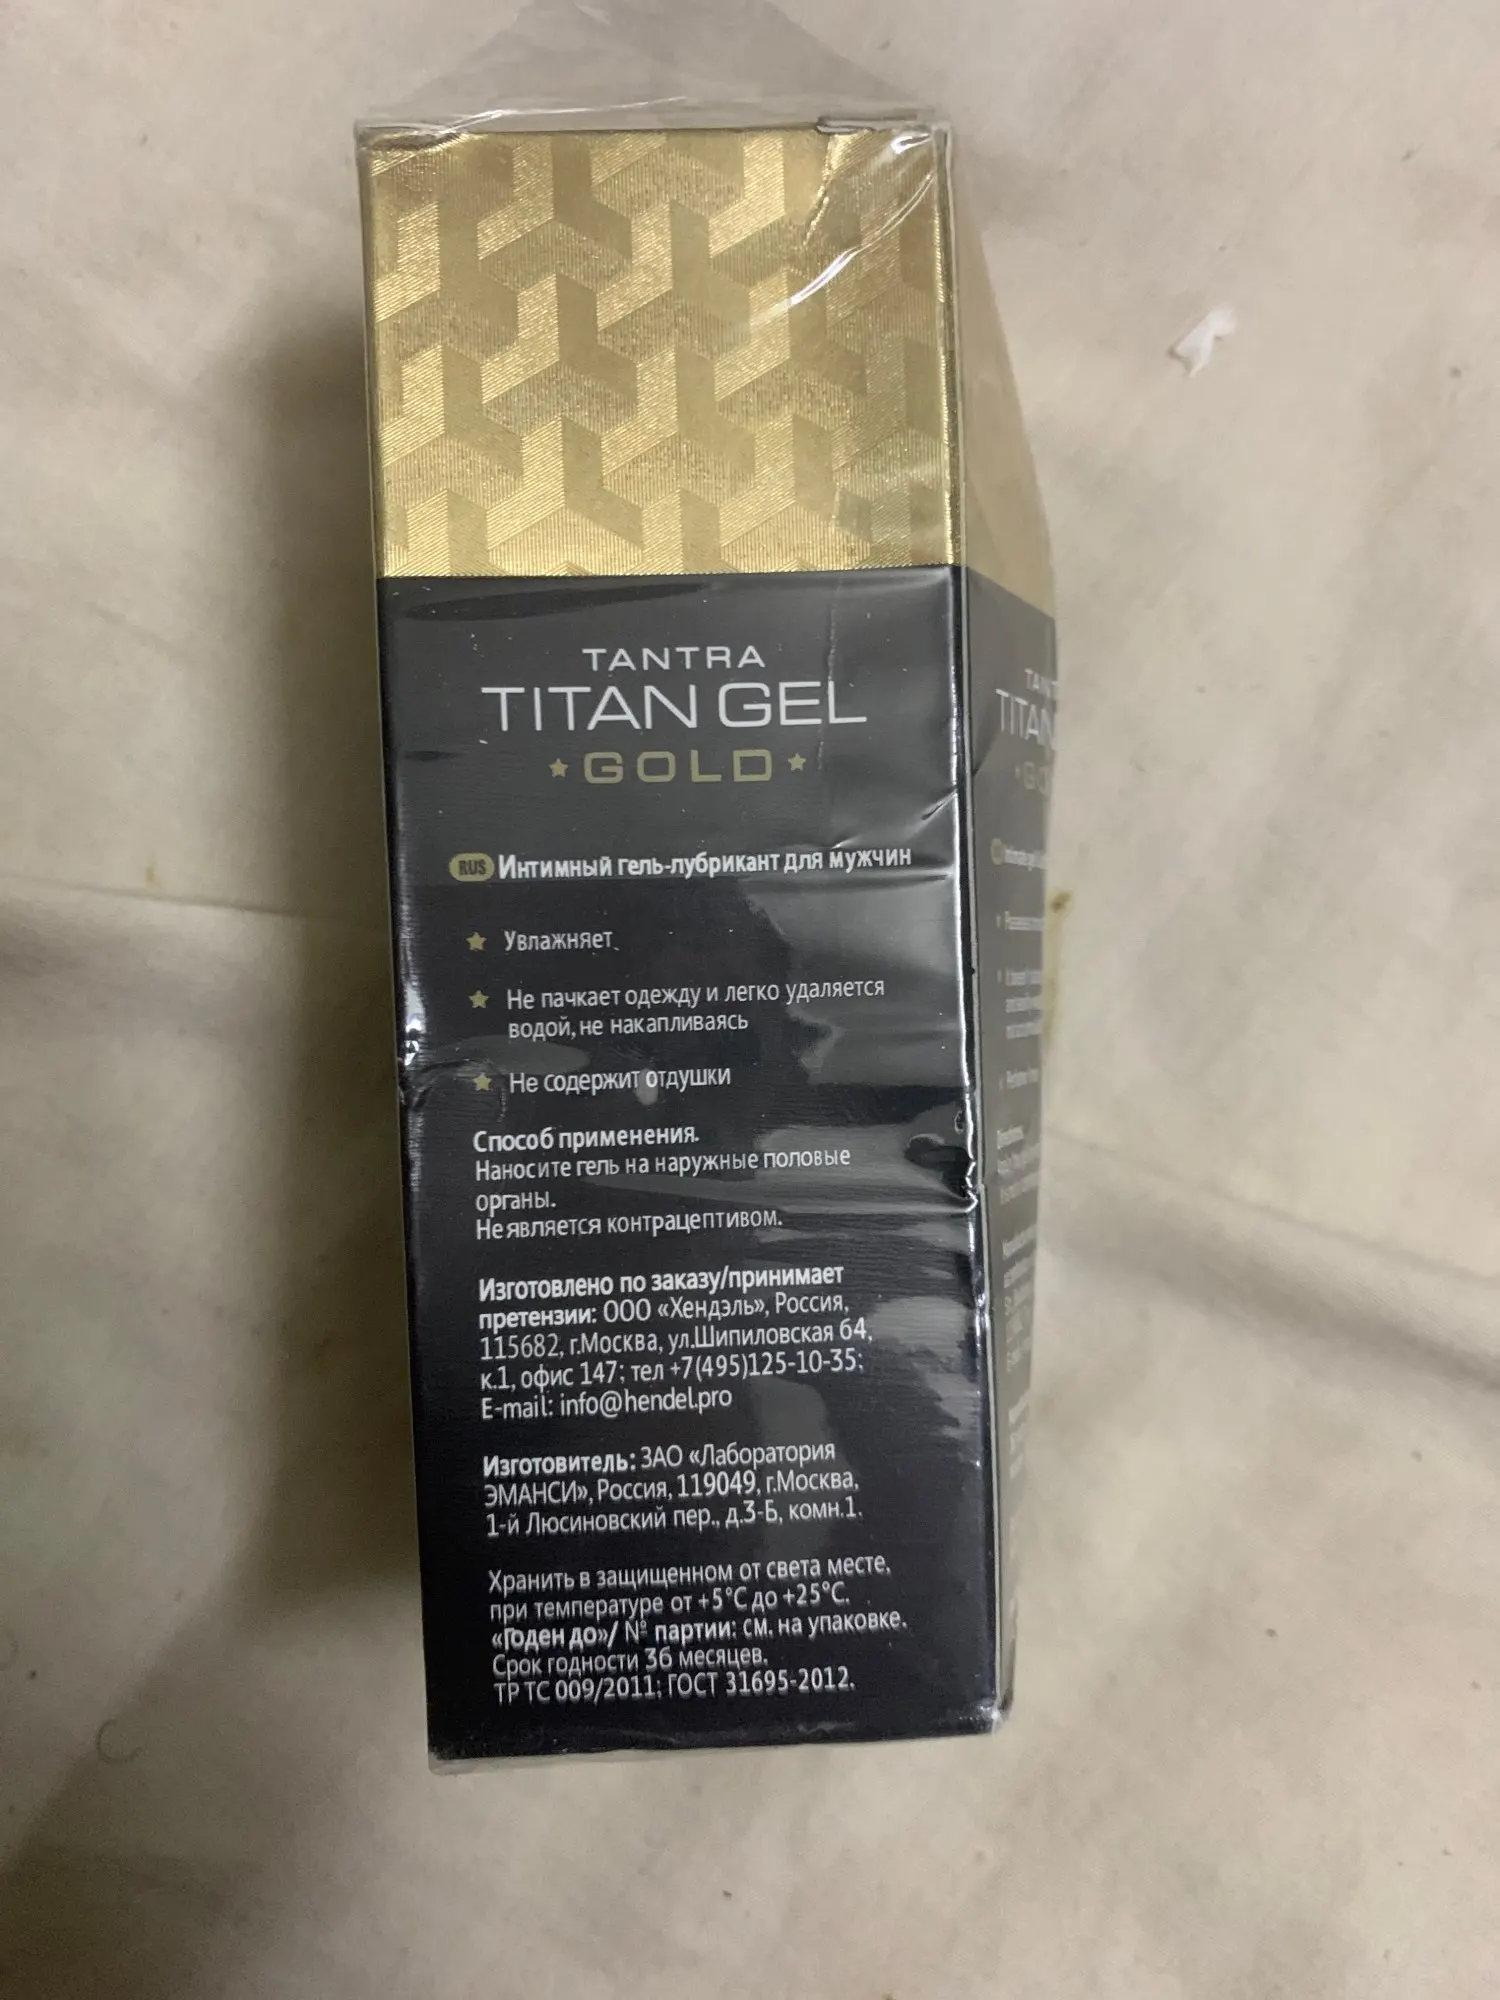 TANTRA
TITAN GEL
GOLD
RUS Интимный гель-лубрикант для мужчин
Увлажняет
Не пачкает одежду и легко удаляется
водой, не накапливаясь
Не содержит отдушки
Способ применения.
Наносите гель на наружные половые
органы.
Не является контрацептивом.
Изготовлено по заказу/принимает
претензии: ООО «Хендэль», Россия,
115682, г.Москва, ул.Шипиловская 64,
к.1, офис 147; тел +7(495)125-10-35;
E-mail: info@hendel.pro
Изготовитель: ЗАО «Лаборатория
ЭМАНСИ», Россия, 119049, г.Москва,
1-й Люсиновский пер., д.3-Б, комн.1.
Хранить в защищенном от света месте,
при температуре от +5°С до +25°С.
«Годен до»/ № партии: см. на упаковке.
Срок годности 36 месяцев.
ТР ТС 009/2011; ГОСТ 31695-2012.